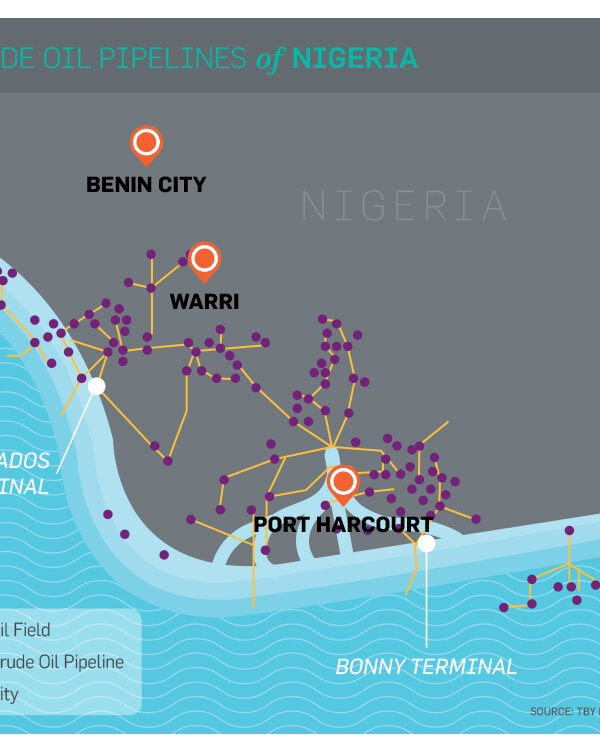 DE OIL PIPELINES of NIGERIA
BENIN CITY
NIGERIA
WARRI
ADOS
INAL
PORT HARCOURT
BONNY TERMINAL
il Field
rude Oil Pipeline
ity
SOURCE: TBY